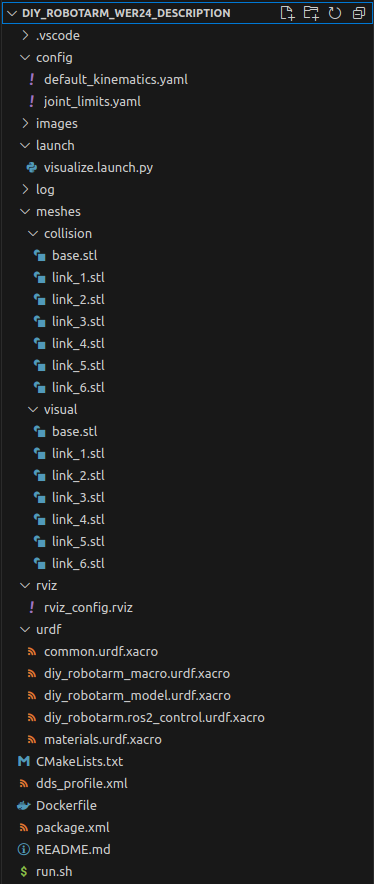 DIY_ROBOTARM_WER24_DESCRIPTION
.vscode
config
default_kinematics.yaml
joint_limits.yaml
images
launch
visualize.launch.py
log
meshes
collision
base.stl
link_1.stl
link_2.stl
link_3.stl
link_4.stl
link_5.stl
link_6.stl
visual
base.stl
link_1.stl
link_2.stl
link_3.stl
link_4.stl
link_5.stl
link_6.stl
rviz
rviz_config.rviz
urdf
common.urdf.xacro
diy_robotarm_macro.urdf.xacro
diy_robotarm_model.urdf.xacro
diy_robotarm.ros2_control.urdf.xacro
materials.urdf.xacro
CMakeLists.txt
dds_profile.xml
Dockerfile
package.xml
README.md
run.sh